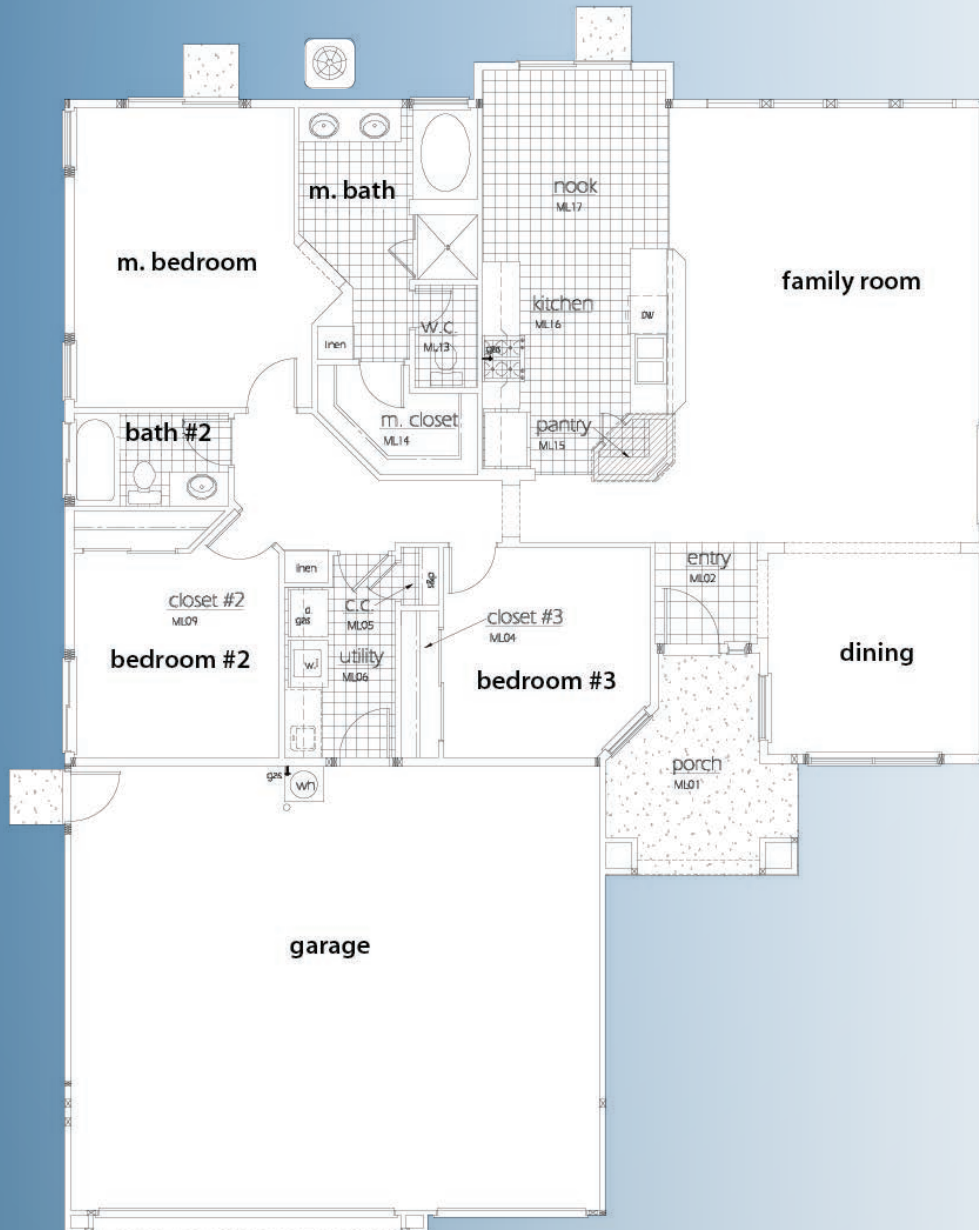 nook
ML17
m. bath
m. bedroom
family room
kitchen
ML16
dw
W.C.
ML13
gas
linen
m. closet
ML14
pantry
ML15
bath #2
linen
entry
ML02
closet #2
ML09
d.
gas
c.c.
ML05
s&p
closet #3
ML04
utility
ML06
w.
bedroom #2
bedroom #3
dining
gas
wh
porch
ML01
garage